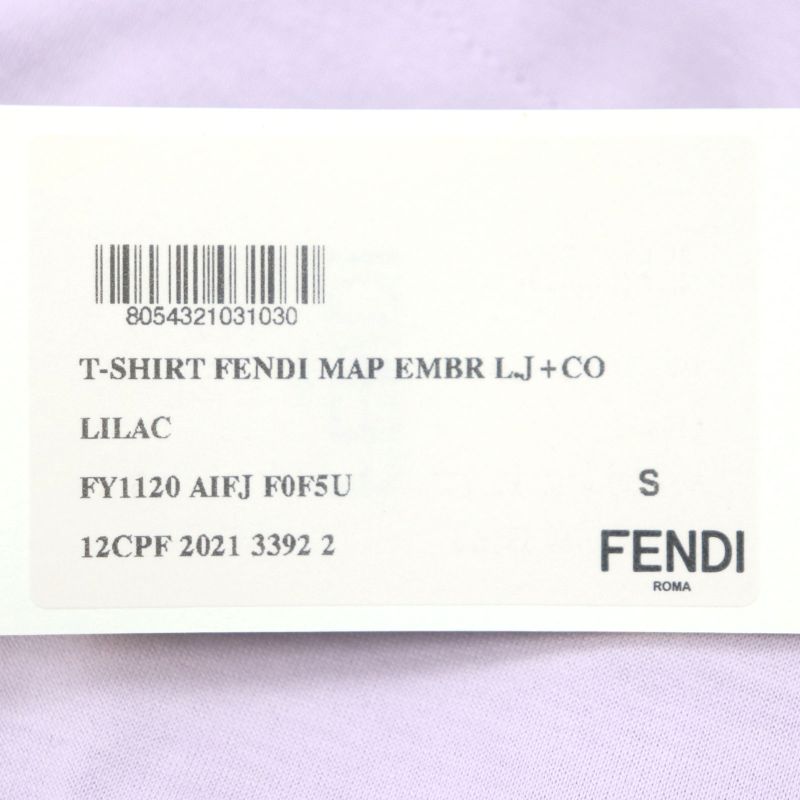 8054321031030
T-SHIRT FENDI MAP EMBR L.J+CO
LILAC
FY1120 AIFJ F0F5U
S
12CPF 2021 3392 2
FENDI
ROMA